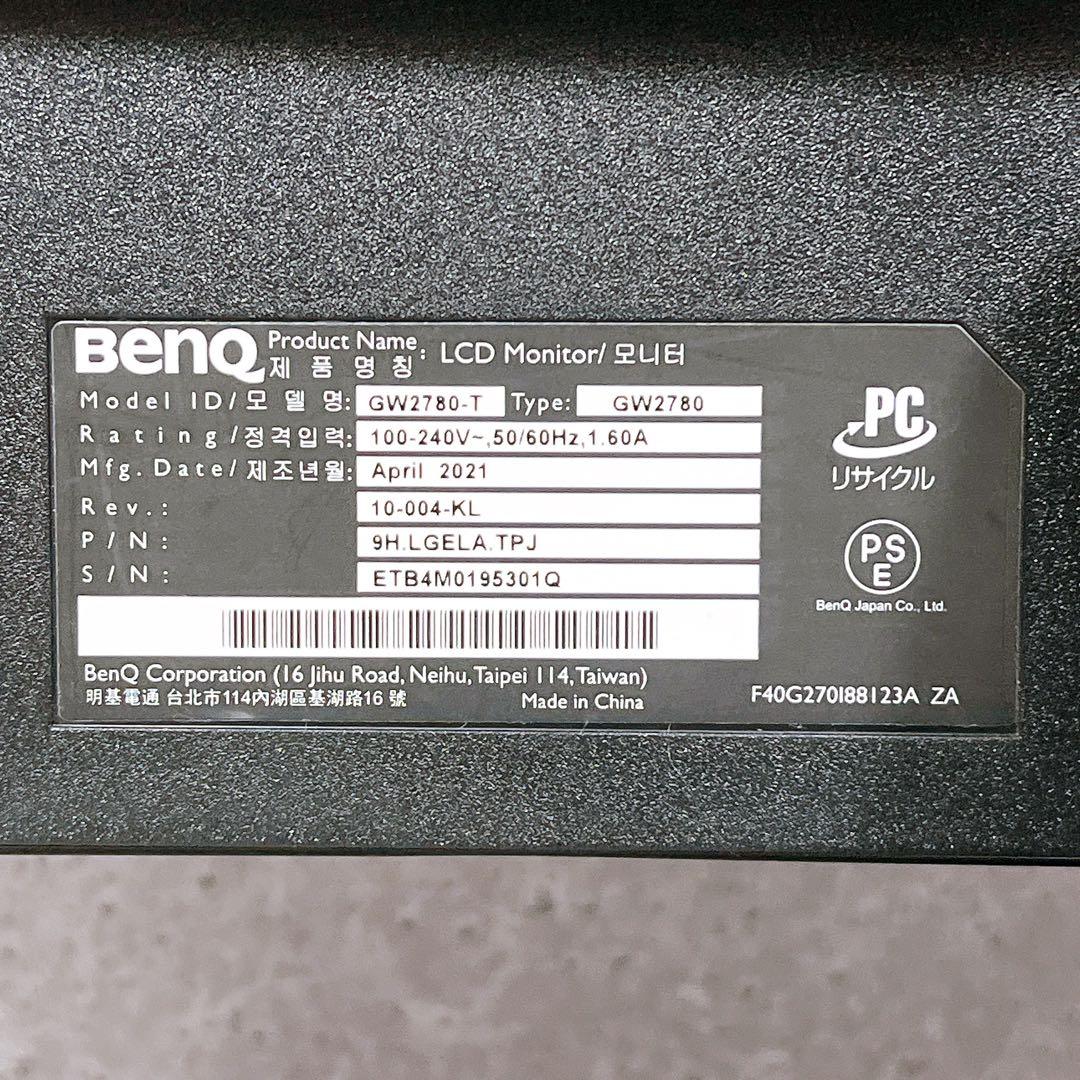 BenQ Product Name : LCD Monitor/모니터
제 품 명 칭
Model ID/모 델 명: GW2780-T Type: GW2780
Rating/정격입력: 100-240V~,50/60Hz,1.60A
Mfg. Date/제조년월: April 2021
Rev.: 10-004-KL
P/N: 9H.LGELA.TPJ
S/N: ETB4M0195301Q
BenQ Corporation (16 Jihu Road, Neihu, Taipei 114, Taiwan)
明基電通 台北市114內湖區基湖路16 號
Made in China
PC
リサイクル
PS
E
BenQ Japan Co., Ltd.
F40G270I88123A ZA